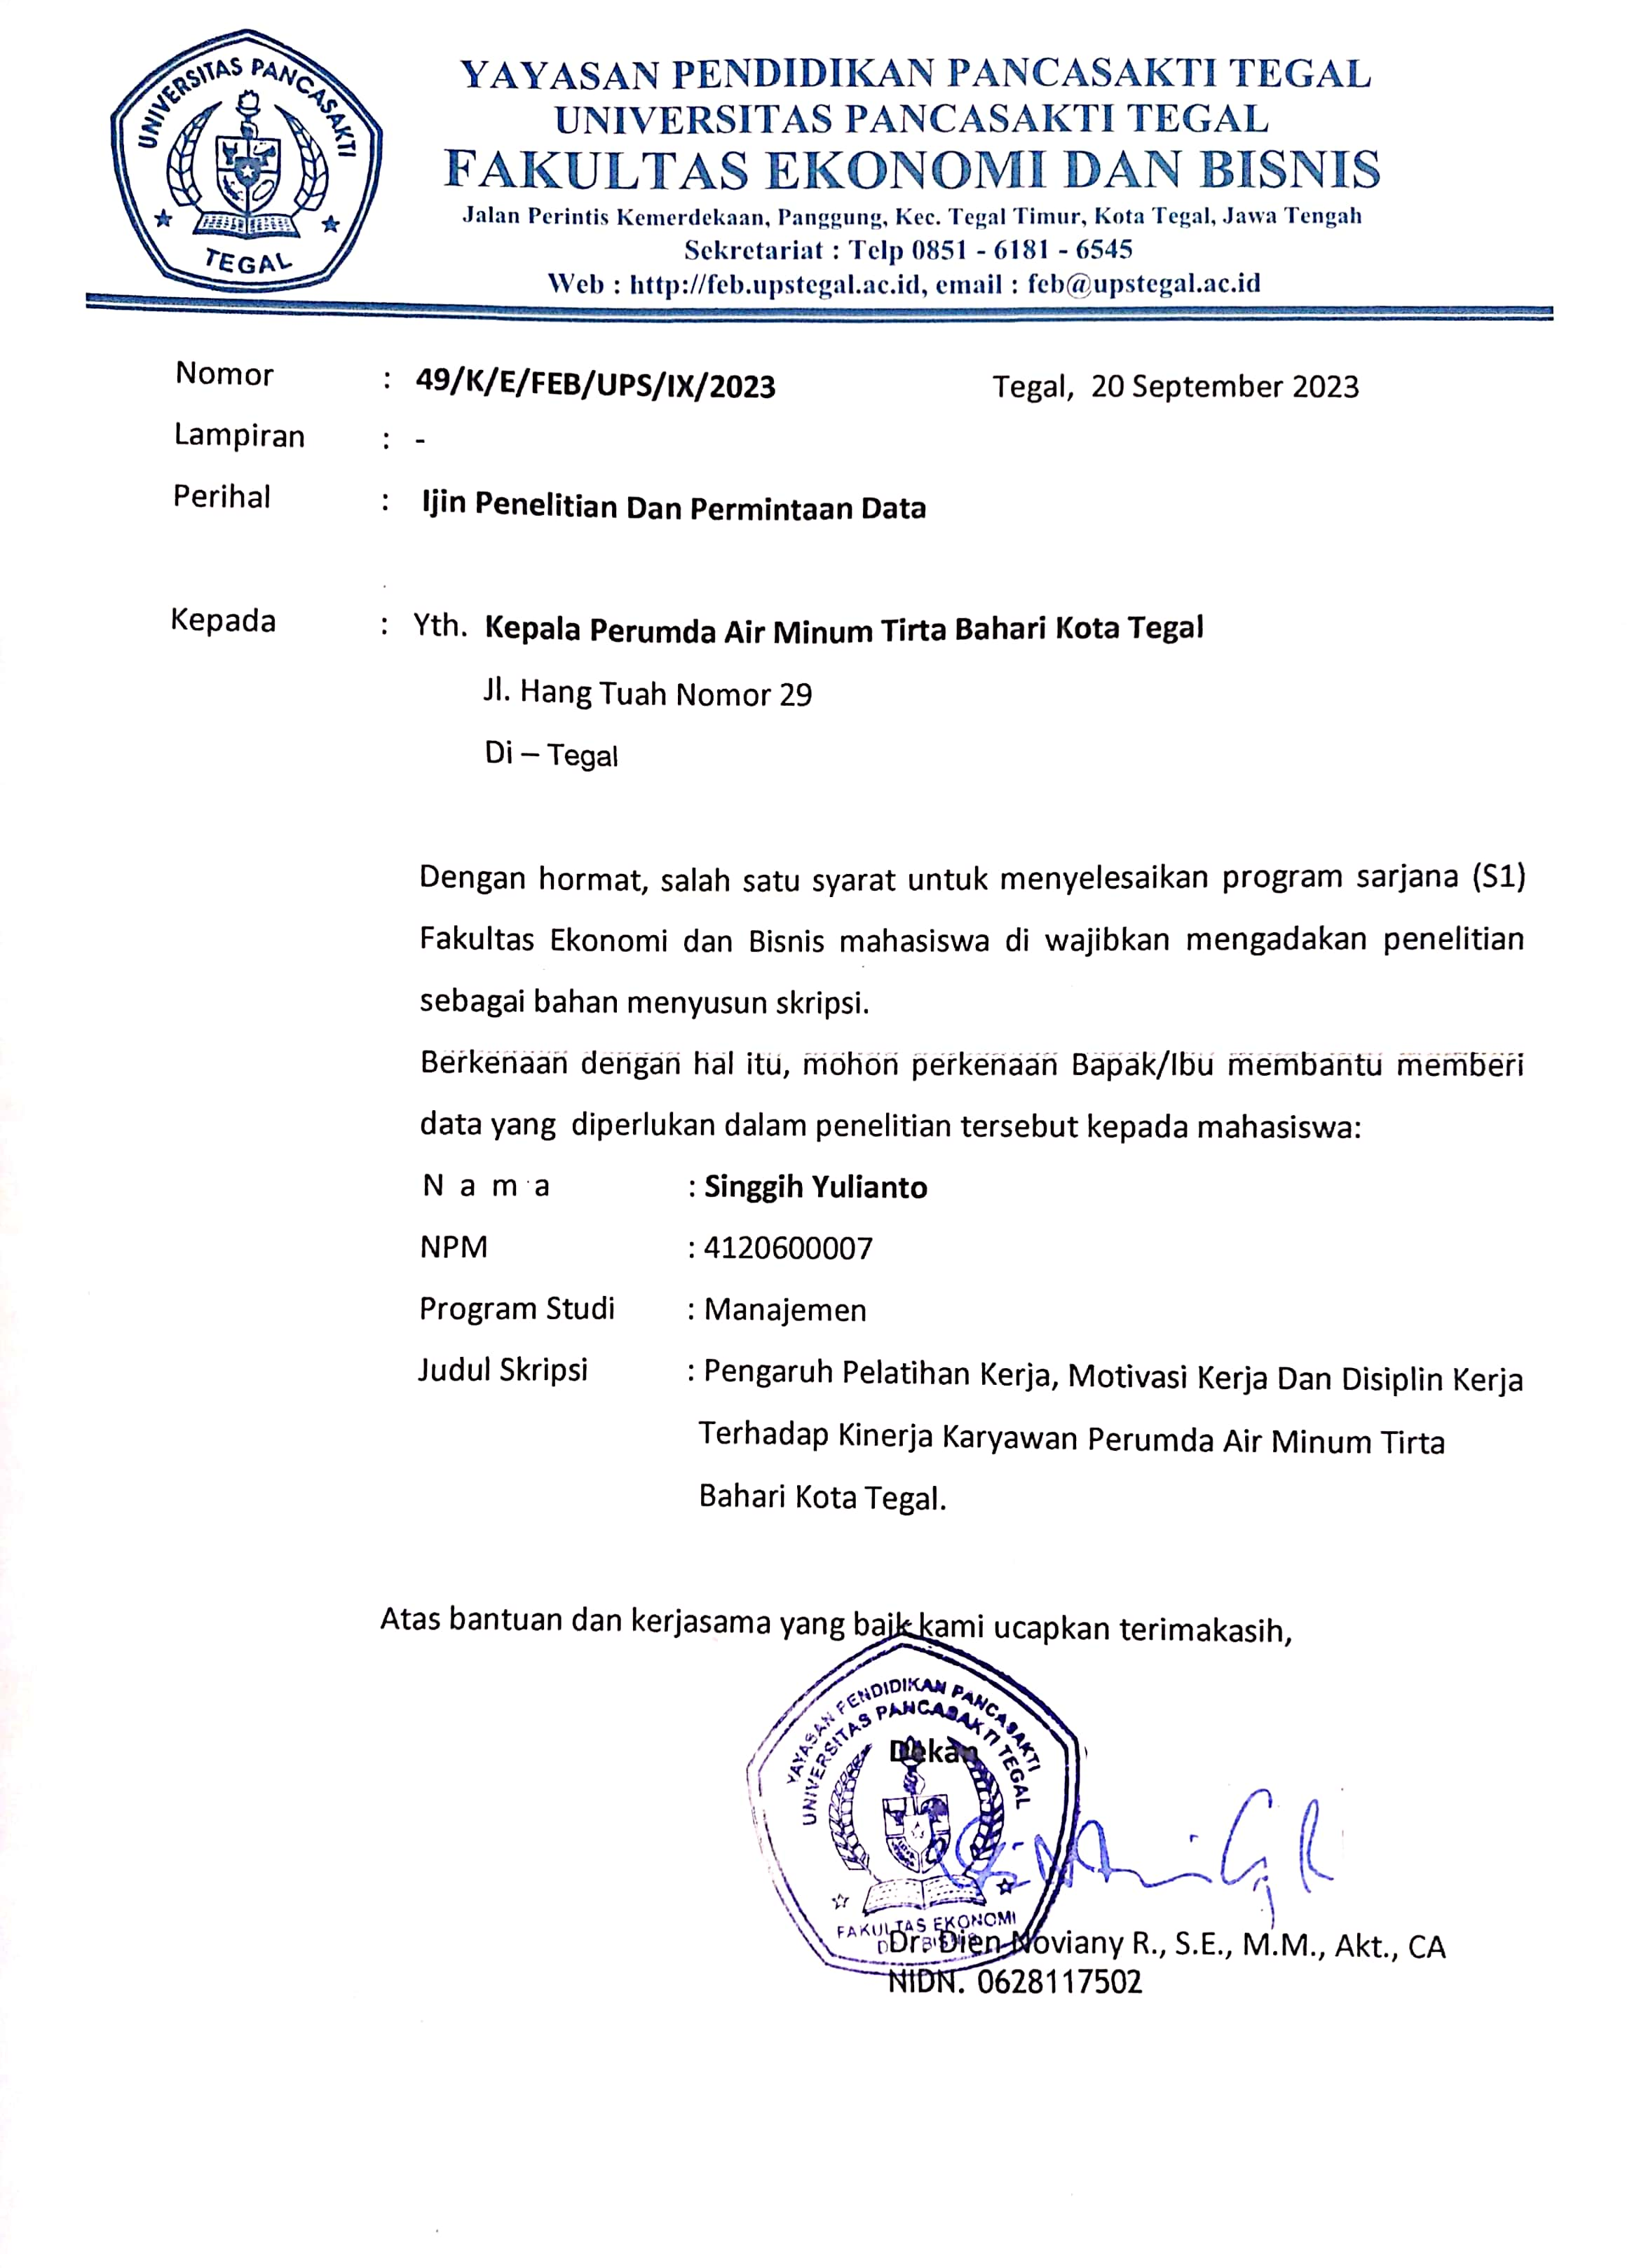 UNIVERSITAS PANCASAKTI
TEGAL
YAYASAN PENDIDIKAN PANCASAKTI TEGAL
UNIVERSITAS PANCASAKTI TEGAL
FAKULTAS EKONOMI DAN BISNIS
Jalan Perintis Kemerdekaan, Panggung, Kec. Tegal Timur, Kota Tegal, Jawa Tengah
Sekretariat : Telp 0851 - 6181 - 6545
Web : http://feb.upstegal.ac.id, email : feb@upstegal.ac.id
Nomor : 49/K/E/FEB/UPS/IX/2023 Tegal, 20 September 2023
Lampiran : -
Perihal : Ijin Penelitian Dan Permintaan Data
Kepada : Yth. Kepala Perumda Air Minum Tirta Bahari Kota Tegal
Jl. Hang Tuah Nomor 29
Di – Tegal
Dengan hormat, salah satu syarat untuk menyelesaikan program sarjana (S1)
Fakultas Ekonomi dan Bisnis mahasiswa di wajibkan mengadakan penelitian
sebagai bahan menyusun skripsi.
Berkenaan dengan hal itu, mohon perkenaan Bapak/Ibu membantu memberi
data yang diperlukan dalam penelitian tersebut kepada mahasiswa:
N a m a : Singgih Yulianto
NPM : 4120600007
Program Studi : Manajemen
Judul Skripsi : Pengaruh Pelatihan Kerja, Motivasi Kerja Dan Disiplin Kerja
Terhadap Kinerja Karyawan Perumda Air Minum Tirta
Bahari Kota Tegal.
Atas bantuan dan kerjasama yang baik kami ucapkan terimakasih,
YAYASAN PENDIDIKAN PANCASAKTI
UNIVERSITAS PANCASAKTI TEGAL
Dekan
FAKULTAS EKONOMI
Dr. Dien Noviany R., S.E., M.M., Akt., CA
NIDN. 0628117502